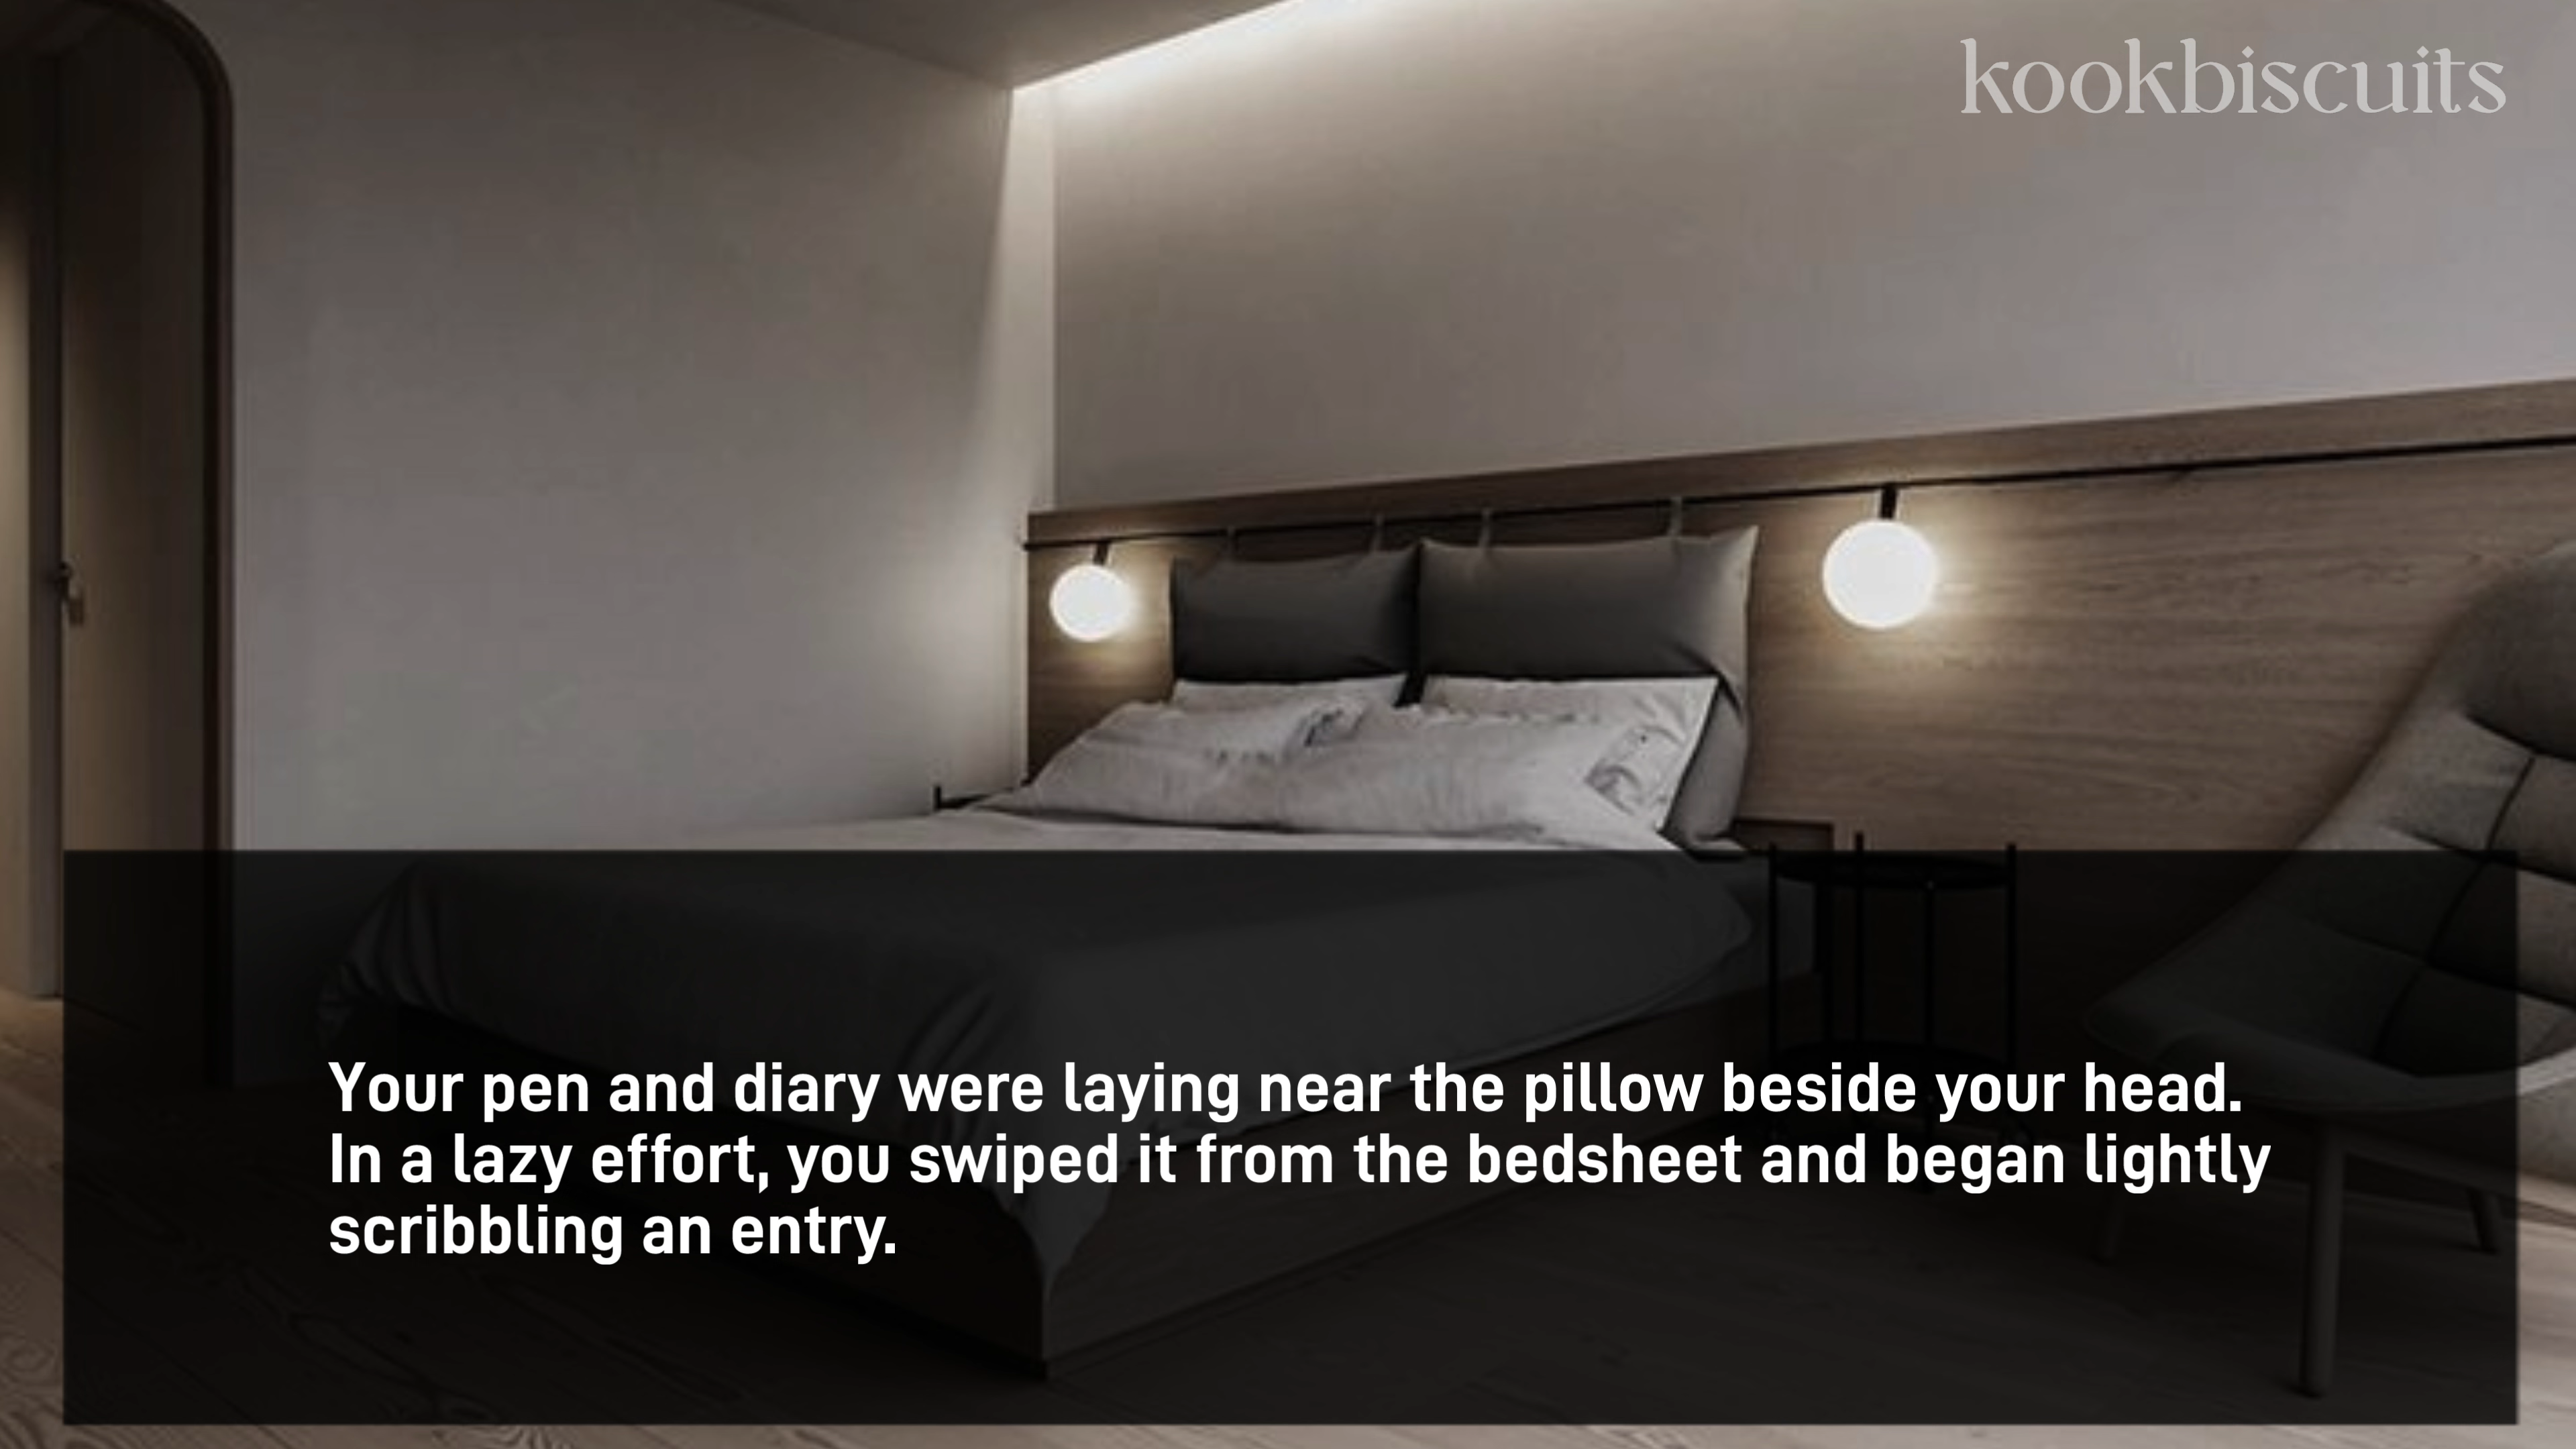 kookbiscuits
Your pen and diary were laying near the pillow beside your head.
In a lazy effort, you swiped it from the bedsheet and began lightly
scribbling an entry.